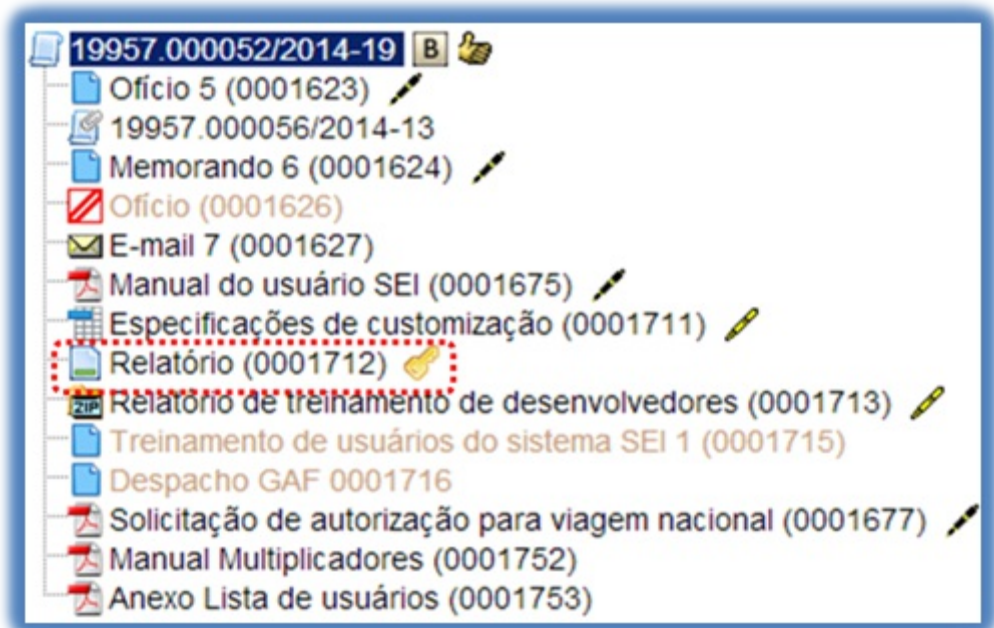 19957.000052/2014-19 B
Ofício 5 (0001623)
19957.000056/2014-13
Memorando 6 (0001624)
Ofício (0001626)
E-mail 7 (0001627)
Manual do usuário SEI (0001675)
Especificações de customização (0001711)
Relatório (0001712)
ZIP Relatório de treinamento de desenvolvedores (0001713)
Treinamento de usuários do sistema SEI 1 (0001715)
Despacho GAF 0001716
Solicitação de autorização para viagem nacional (0001677)
Manual Multiplicadores (0001752)
Anexo Lista de usuários (0001753)